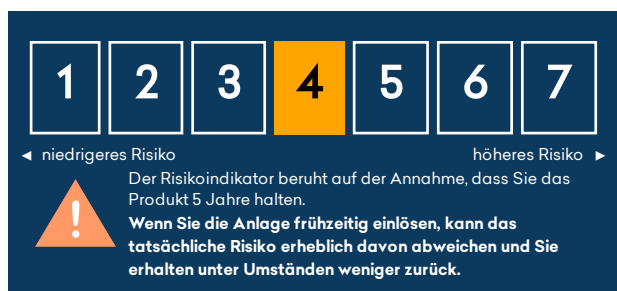 1 2 3 4 5 6 7
◄ niedrigeres Risiko höheres Risiko ►
Der Risikoindikator beruht auf der Annahme, dass Sie das
Produkt 5 Jahre halten.
Wenn Sie die Anlage frühzeitig einlösen, kann das
tatsächliche Risiko erheblich davon abweichen und Sie
erhalten unter Umständen weniger zurück.